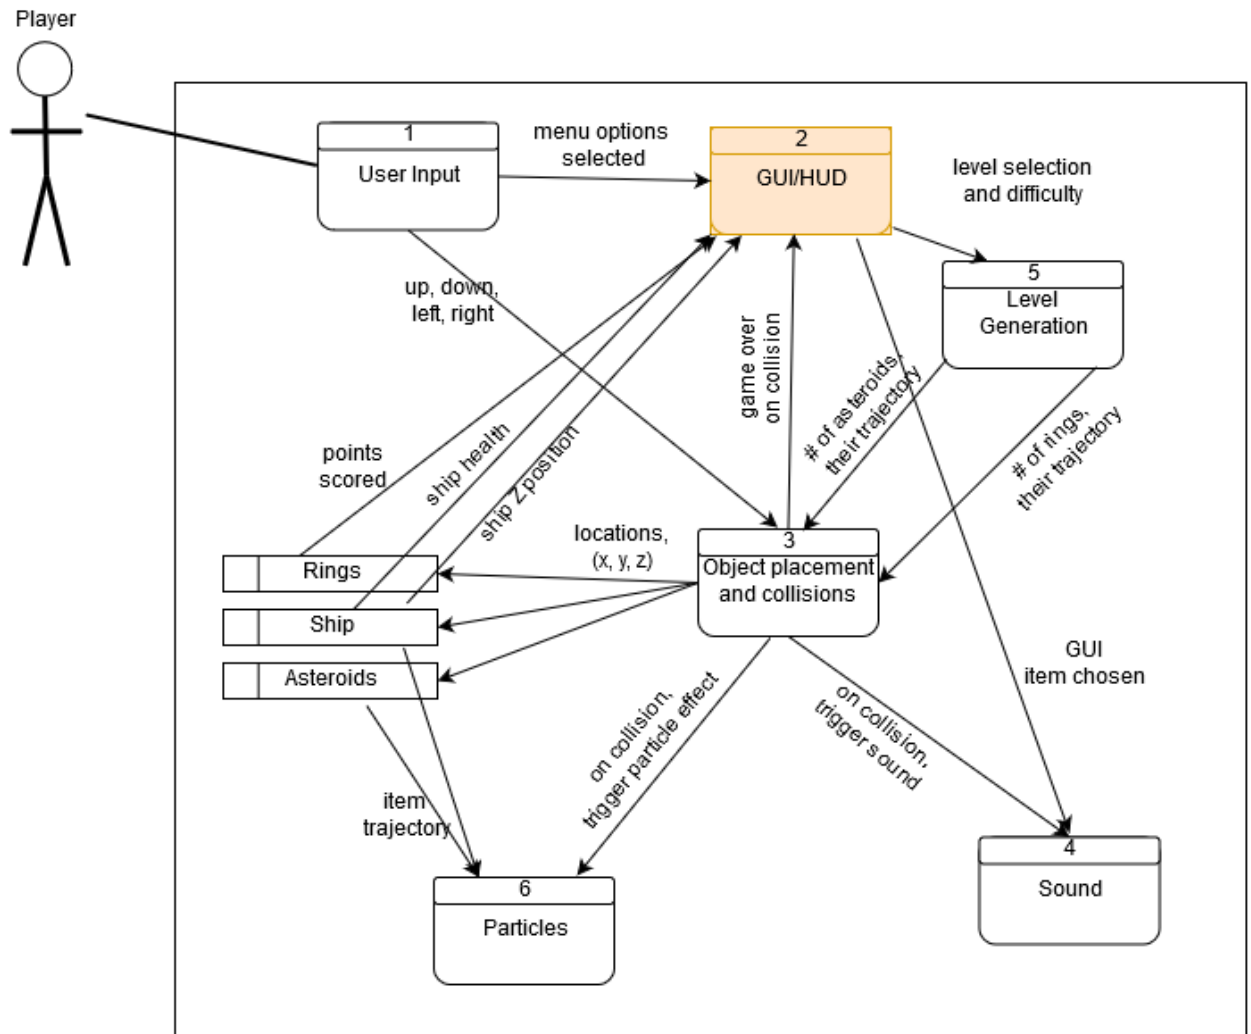 Player
1
User Input
menu options
selected
2
GUI/HUD
level selection
and difficulty
5
Level
Generation
up, down,
left, right
game over
on collision
# of asteroids,
their trajectory
# of rings,
their trajectory
points
scored
ship health
ship Z position
locations,
(x, y, z)
3
Object placement
and collisions
Rings
Ship
Asteroids
GUI
item chosen
on collision,
trigger sound
on collision,
trigger particle effect
item
trajectory
4
Sound
6
Particles